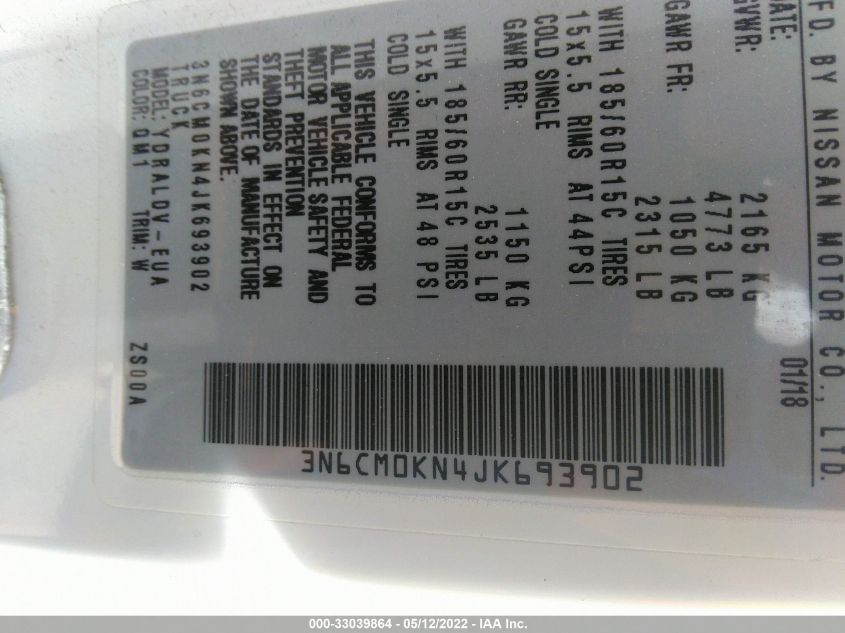 MFD. BY NISSAN MOTOR CO., LTD.
DATE: 01/18
GVWR: 2165 KG
4773 LB
GAWR FR: 1050 KG
2315 LB
WITH 185/60R15C TIRES
15x5.5 RIMS AT 44PSI
COLD SINGLE
GAWR RR: 1150 KG
2535 LB
WITH 185/60R15C TIRES
15x5.5 RIMS AT 48 PSI
COLD SINGLE
THIS VEHICLE CONFORMS TO
ALL APPLICABLE FEDERAL
MOTOR VEHICLE SAFETY AND
THEFT PREVENTION
STANDARDS IN EFFECT ON
THE DATE OF MANUFACTURE
SHOWN ABOVE.
3N6CM0KN4JK693902
TRUCK
MODEL: YDRALDV-EUA
COLOR: QM1 TRIM: W ZS00A
3N6CM0KN4JK693902
000-33039864 - 05/12/2022 - IAA Inc.